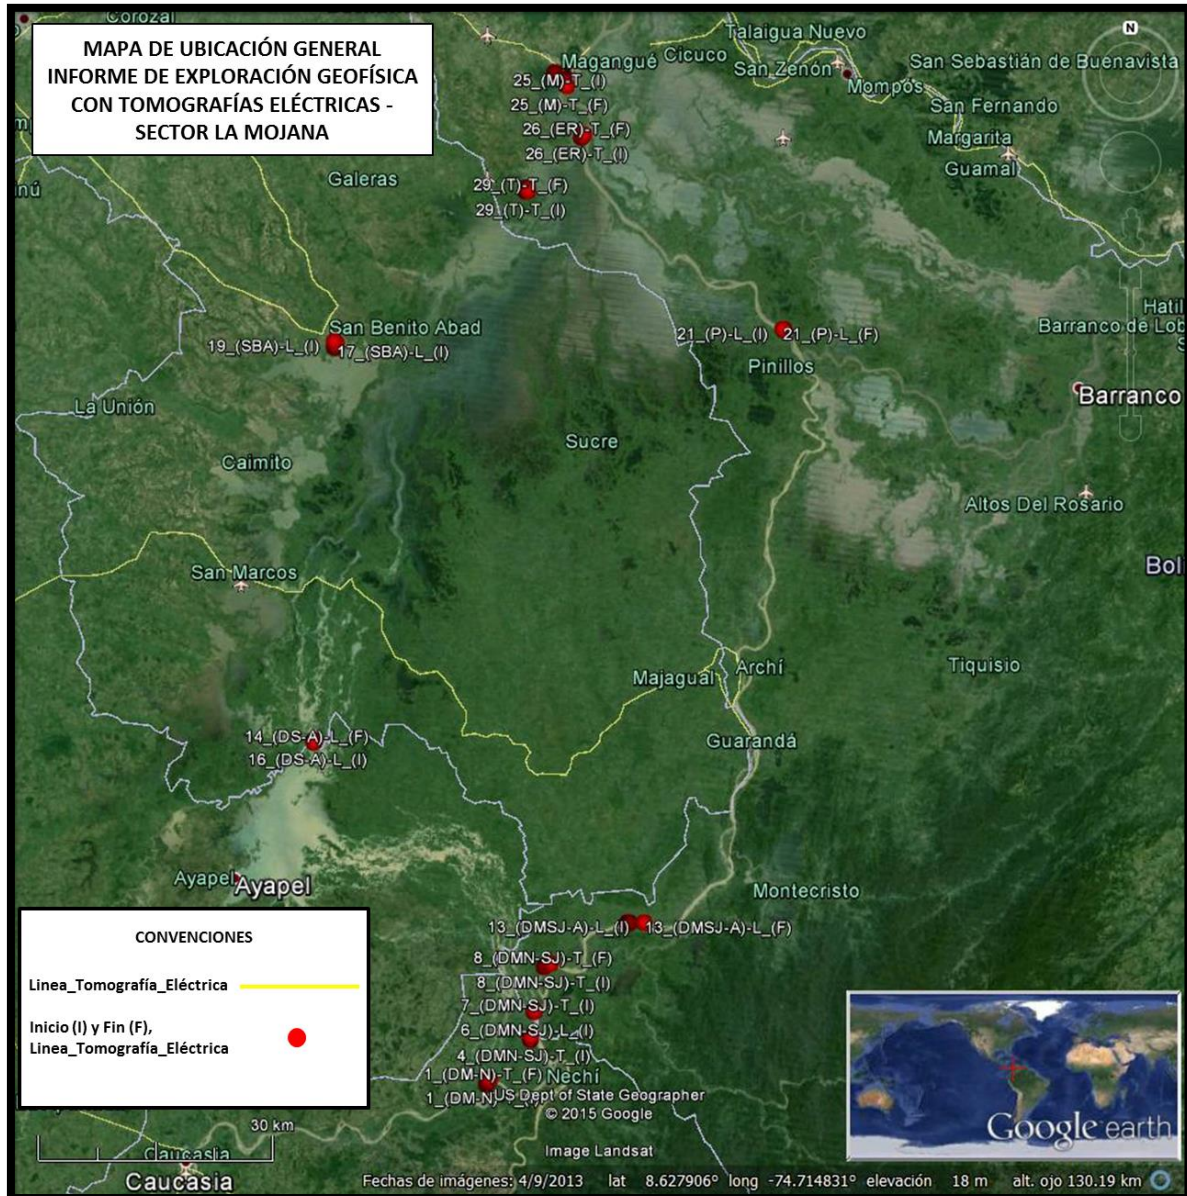 Corozal
MAPA DE UBICACIÓN GENERAL
INFORME DE EXPLORACIÓN GEOFÍSICA
CON TOMOGRAFÍAS ELÉCTRICAS -
SECTOR LA MOJANA
N
Talaigua Nuevo
Magangué
Cicuco
San Zenón
San Sebastián de Buenavista
Mompós
25_(M)-T_(I)
25_(M)-T_(F)
San Fernando
26_(ER)-T_(F)
Margarita
26_(ER)-T_(I)
Guamal
Galeras
29_(T)-T_(F)
29_(T)-T_(I)
San Benito Abad
19_(SBA)-L_(I)
17_(SBA)-L_(I)
21_(P)-L_(I)
21_(P)-L_(F)
Hatil
Barranco de Lob
Pinillos
Barranco
La Unión
Sucre
Caimito
Altos Del Rosario
San Marcos
Bol
Majagual
Archí
Tiquisio
14_(DS-A)-L_(F)
16_(DS-A)-L_(I)
Guarandá
Ayapel
Ayapel
Montecristo
13_(DMSJ-A)-L_(I)
13_(DMSJ-A)-L_(F)
8_(DMN-SJ)-T_(F)
8_(DMN-SJ)-T_(I)
7_(DMN-SJ)-T_(I)
6_(DMN-SJ)-L_(I)
4_(DMN-SJ)-T_(I)
1_(DM-N)-T_(F)
Nechí
CONVENCIONES
Linea_Tomografía_Eléctrica
Inicio (I) y Fin (F),
Linea_Tomografía_Eléctrica
US Dept of State Geographer
© 2015 Google
Image Landsat
30 km
Caucasia
Caucasia
Google earth
Fechas de imágenes: 4/9/2013 lat 8.627906° long -74.714831° elevación 18 m alt. ojo 130.19 km